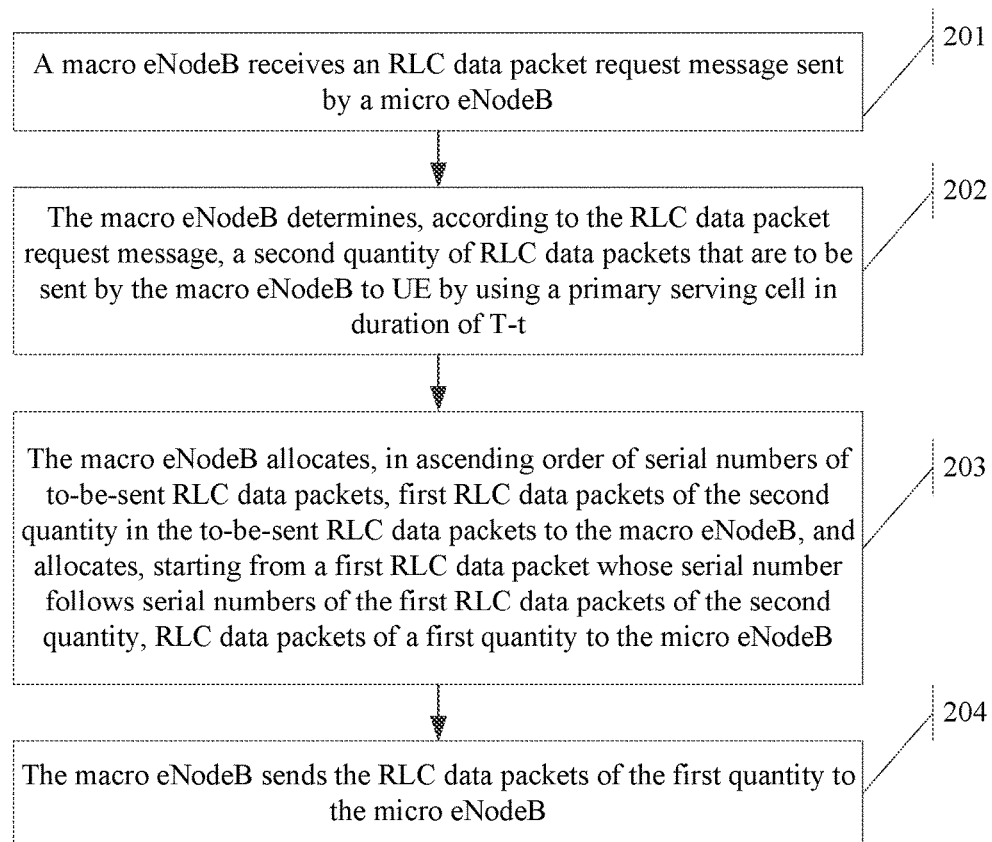 201
A macro eNodeB receives an RLC data packet request message sent
by a micro eNodeB
202
The macro eNodeB determines, according to the RLC data packet
request message, a second quantity of RLC data packets that are to be
sent by the macro eNodeB to UE by using a primary serving cell in
duration of T-t
203
The macro eNodeB allocates, in ascending order of serial numbers of
to-be-sent RLC data packets, first RLC data packets of the second
quantity in the to-be-sent RLC data packets to the macro eNodeB, and
allocates, starting from a first RLC data packet whose serial number
follows serial numbers of the first RLC data packets of the second
quantity, RLC data packets of a first quantity to the micro eNodeB
204
The macro eNodeB sends the RLC data packets of the first quantity to
the micro eNodeB